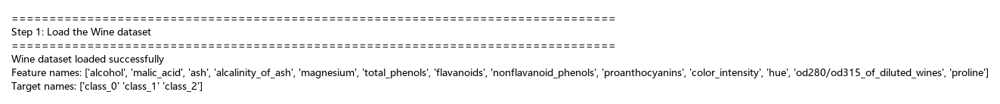 ================================================================================
Step 1: Load the Wine dataset
================================================================================
Wine dataset loaded successfully
Feature names: ['alcohol', 'malic_acid', 'ash', 'alcalinity_of_ash', 'magnesium', 'total_phenols', 'flavanoids', 'nonflavanoid_phenols', 'proanthocyanins', 'color_intensity', 'hue', 'od280/od315_of_diluted_wines', 'proline']
Target names: ['class_0' 'class_1' 'class_2']